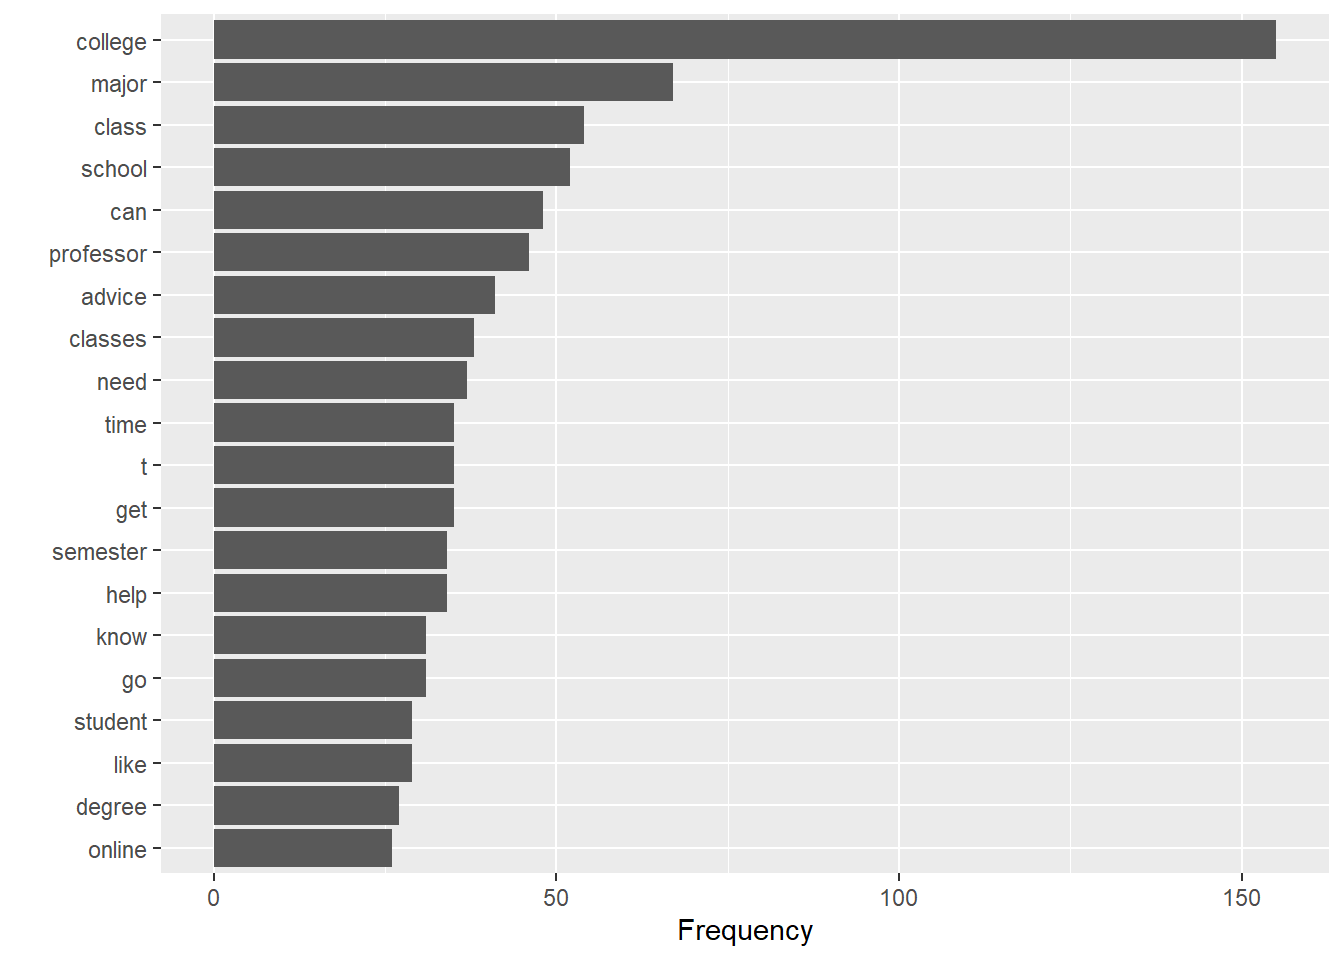 college
major
class
school
can
professor
advice
classes
need
time
t
get
semester
help
know
go
student
like
degree
online
0 50 100 150
Frequency